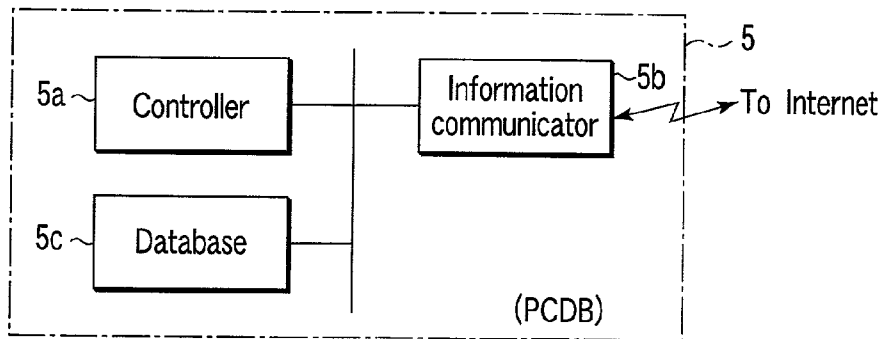 5
5a
Controller
5b
Information
communicator
To Internet
5c
Database
(PCDB)